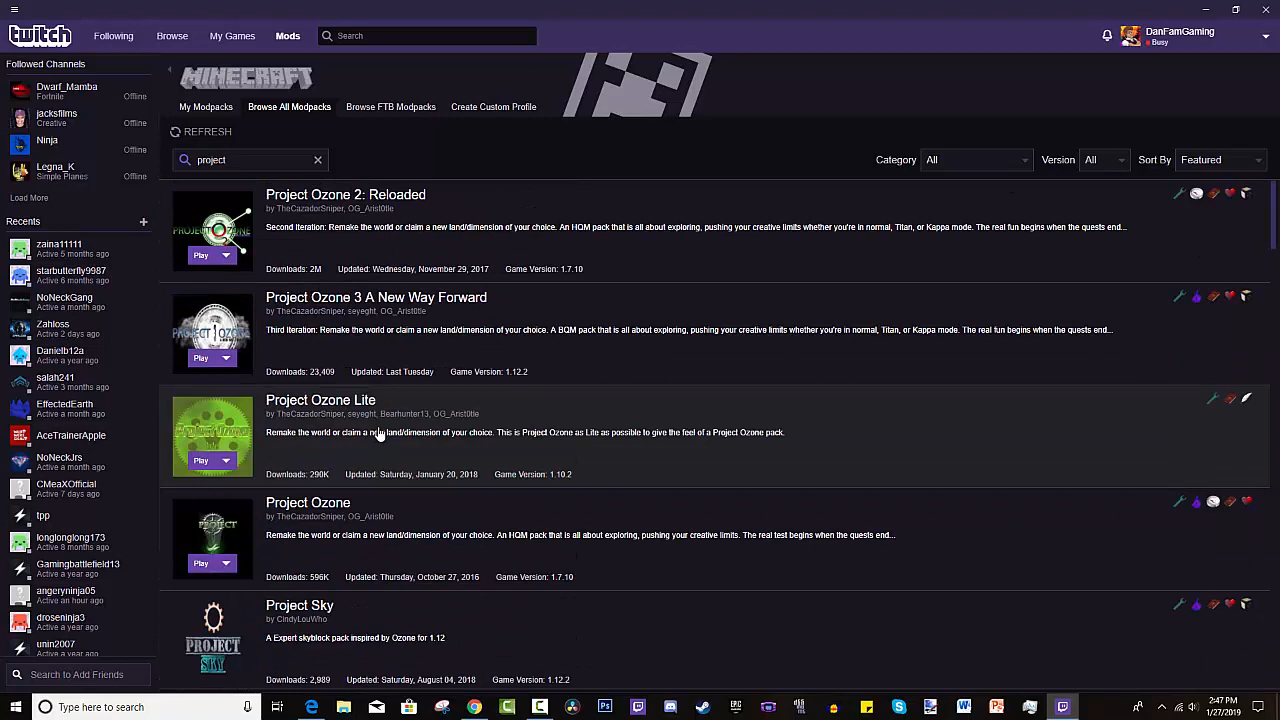 twitch Following Browse My Games Mods Search DanFamGaming
Busy
Followed Channels
Dwarf_Mamba
Fortnite Offline
jacksfilms
Creative Offline
Ninja
Offline
Legna_K
Simple Planes Offline
Load More
Recents
zaina11111
Active 5 months ago
starbutterfly9987
Active 6 months ago
NoNeckGang
Active a month ago
Zahloss
Active 2 days ago
Danielb12a
Active a year ago
salah241
Active 3 months ago
EffectedEarth
Active a month ago
AceTrainerApple
NoNeckJrs
Active a month ago
CMeaXOfficial
Active 7 days ago
tpp
longlonglong173
Active 8 months ago
Gamingbattlefield13
Active a year ago
angeryninja05
Active an hour ago
droseninja3
Active a year ago
unin2007
Active a year ago
Search to Add Friends
MINECRAFT
My Modpacks Browse All Modpacks Browse FTB Modpacks Create Custom Profile
REFRESH
project Category All Version All Sort By Featured
PROJECT OZONE
Play
Project Ozone 2: Reloaded
by TheCazadorSniper, OG_Arist0tle
Second Iteration: Remake the world or claim a new land/dimension of your choice. An HQM pack that is all about exploring, pushing your creative limits whether you're in normal, Titan, or Kappa mode. The real fun begins when the quests end...
Downloads: 2M Updated: Wednesday, November 29, 2017 Game Version: 1.7.10
Play
Project Ozone 3 A New Way Forward
by TheCazadorSniper, seyeght, OG_Arist0tle
Third Iteration: Remake the world or claim a new land/dimension of your choice. A BQM pack that is all about exploring, pushing your creative limits whether you're in normal, Titan, or Kappa mode. The real fun begins when the quests end...
Downloads: 23,409 Updated: Last Tuesday Game Version: 1.12.2
Play
Project Ozone Lite
by TheCazadorSniper, seyeght, Bearhunter13, OG_Arist0tle
Remake the world or claim a new land/dimension of your choice. This is Project Ozone as Lite as possible to give the feel of a Project Ozone pack.
Downloads: 290K Updated: Saturday, January 20, 2018 Game Version: 1.10.2
PROJECT
Play
Project Ozone
by TheCazadorSniper, OG_Arist0tle
Remake the world or claim a new land/dimension of your choice. An HQM pack that is all about exploring, pushing your creative limits. The real test begins when the quests end...
Downloads: 596K Updated: Thursday, October 27, 2016 Game Version: 1.7.10
PROJECT
SKY
Project Sky
by CindyLouWho
A Expert skyblock pack inspired by Ozone for 1.12
Downloads: 2,989 Updated: Saturday, August 04, 2018 Game Version: 1.12.2
Type here to search
2:47 PM
1/27/2019